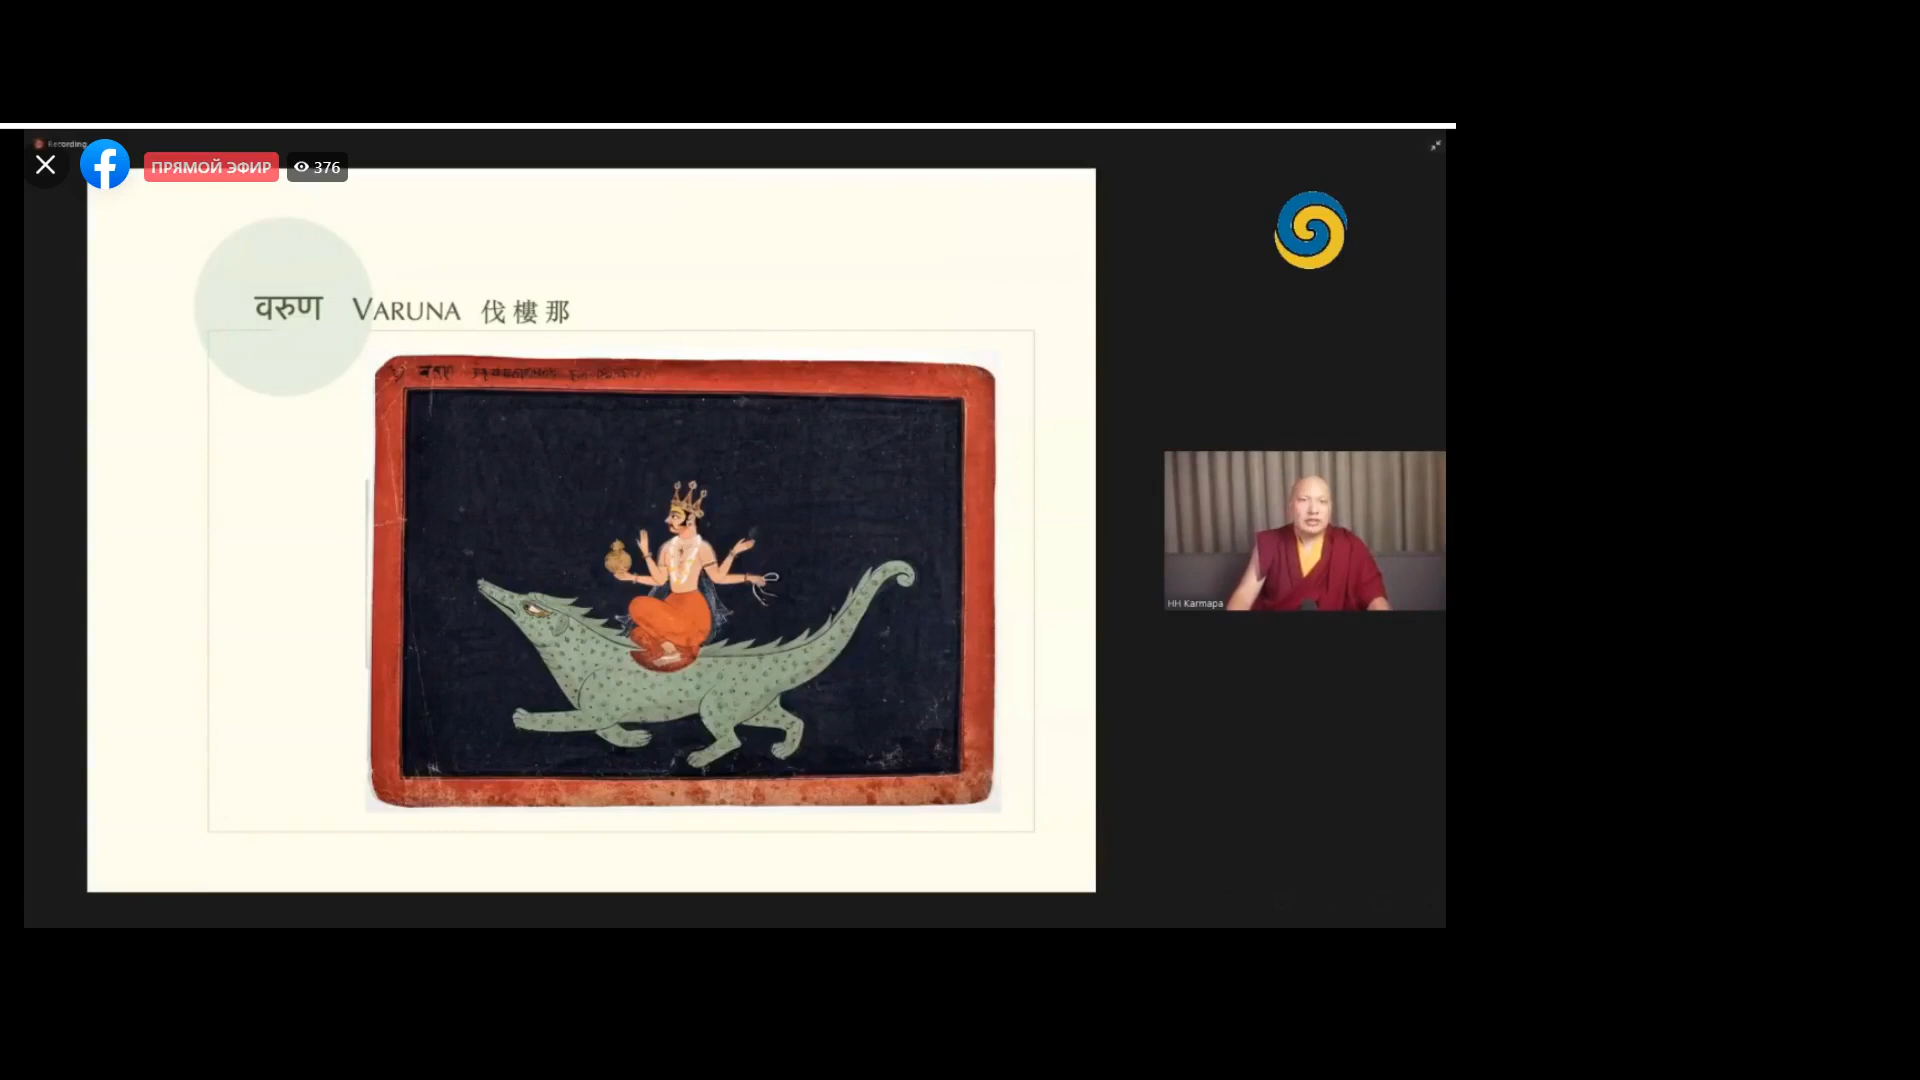 Recording
ПРЯМОЙ ЭФИР 376
वरुण VARUNA 伐樓那
HH Karmapa